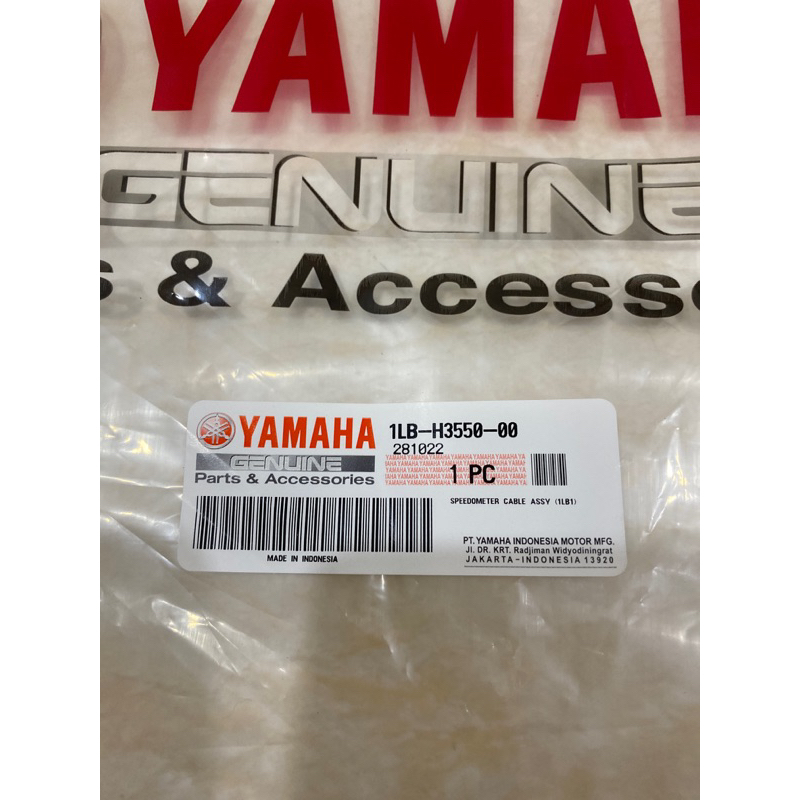 YAMAHA
GENUINE
s & Accesso
YAMAHA
GENUINE
Parts & Accessories
1LB-H3550-00
281022
1 PC
SPEEDOMETER CABLE ASSY (1LB1)
MADE IN INDONESIA
PT. YAMAHA INDONESIA MOTOR MFG.
Jl. DR. KRT. Radjiman Widyodiningrat
JAKARTA-INDONESIA 13920